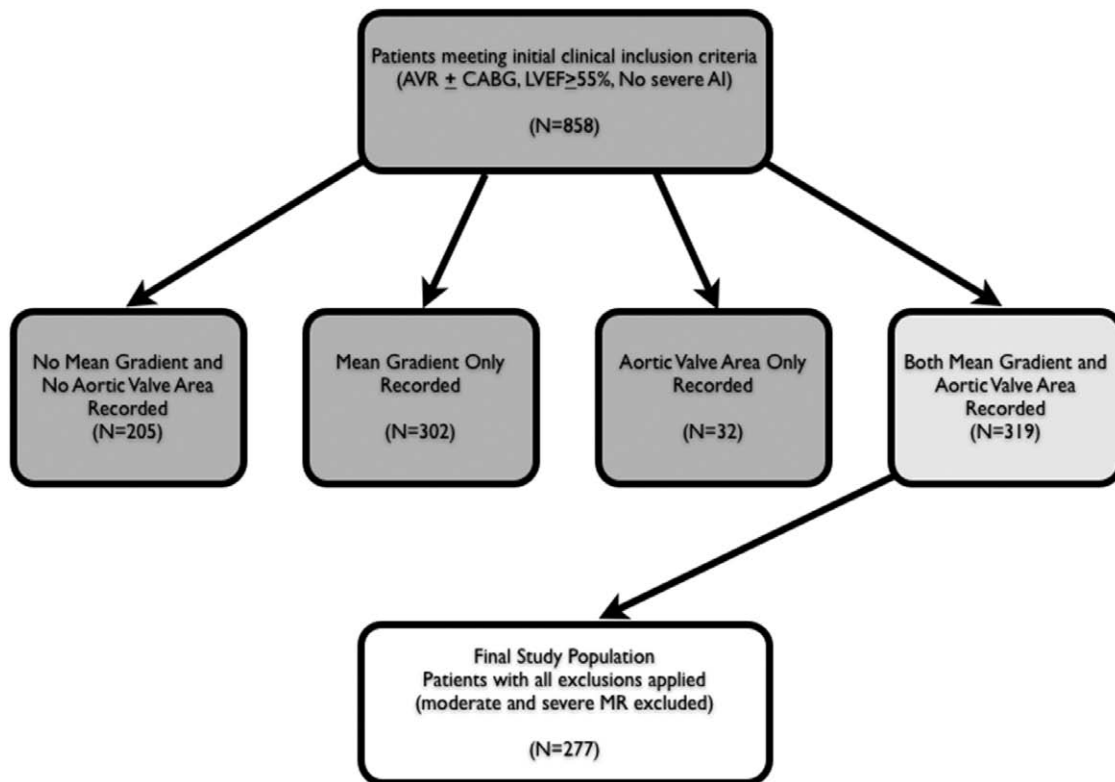 Patients meeting initial clinical inclusion criteria
(AVR ± CABG, LVEF≥55%, No severe AI)
(N=858)
No Mean Gradient and
No Aortic Valve Area
Recorded
(N=205)
Mean Gradient Only
Recorded
(N=302)
Aortic Valve Area Only
Recorded
(N=32)
Both Mean Gradient and
Aortic Valve Area
Recorded
(N=319)
Final Study Population
Patients with all exclusions applied
(moderate and severe MR excluded)
(N=277)